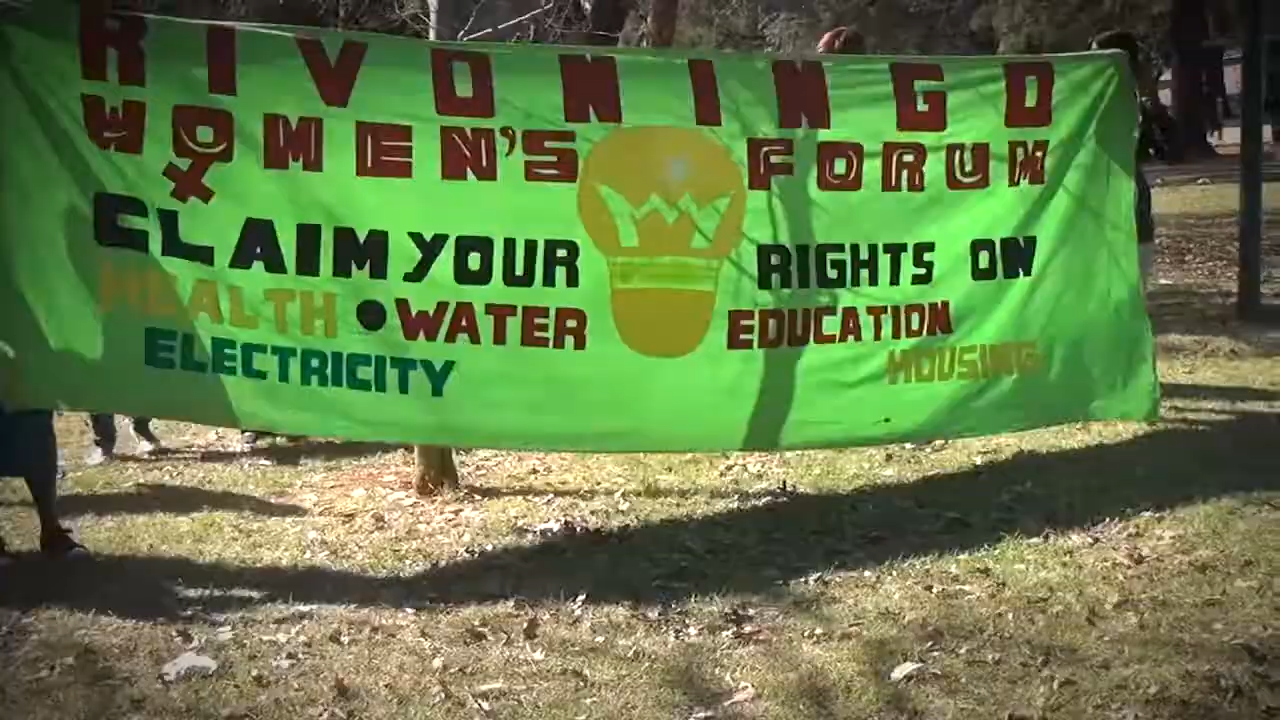 RIVONINGO
WOMEN'S FORUM
CLAIM YOUR RIGHTS ON
HEALTH • WATER EDUCATION
ELECTRICITY HOUSING